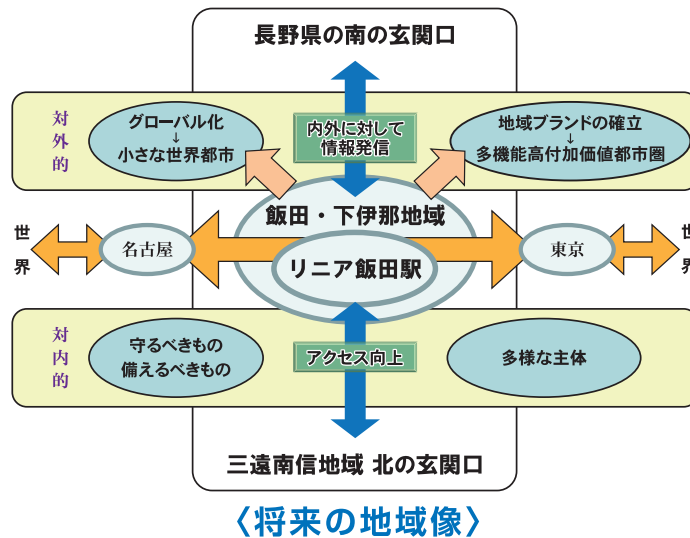 長野県の南の玄関口
対外的
グローバル化
↓
小さな世界都市
内外に対して
情報発信
地域ブランドの確立
↓
多機能高付加価値都市圏
飯田・下伊那地域
世界
名古屋
リニア飯田駅
東京
世界
対内的
守るべきもの
備えるべきもの
アクセス向上
多様な主体
三遠南信地域 北の玄関口
〈将来の地域像〉